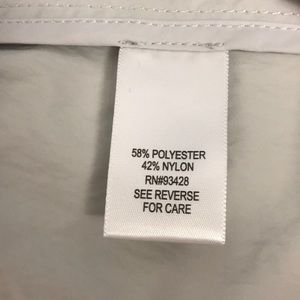 58% POLYESTER
42% NYLON
RN#93428
SEE REVERSE
FOR CARE